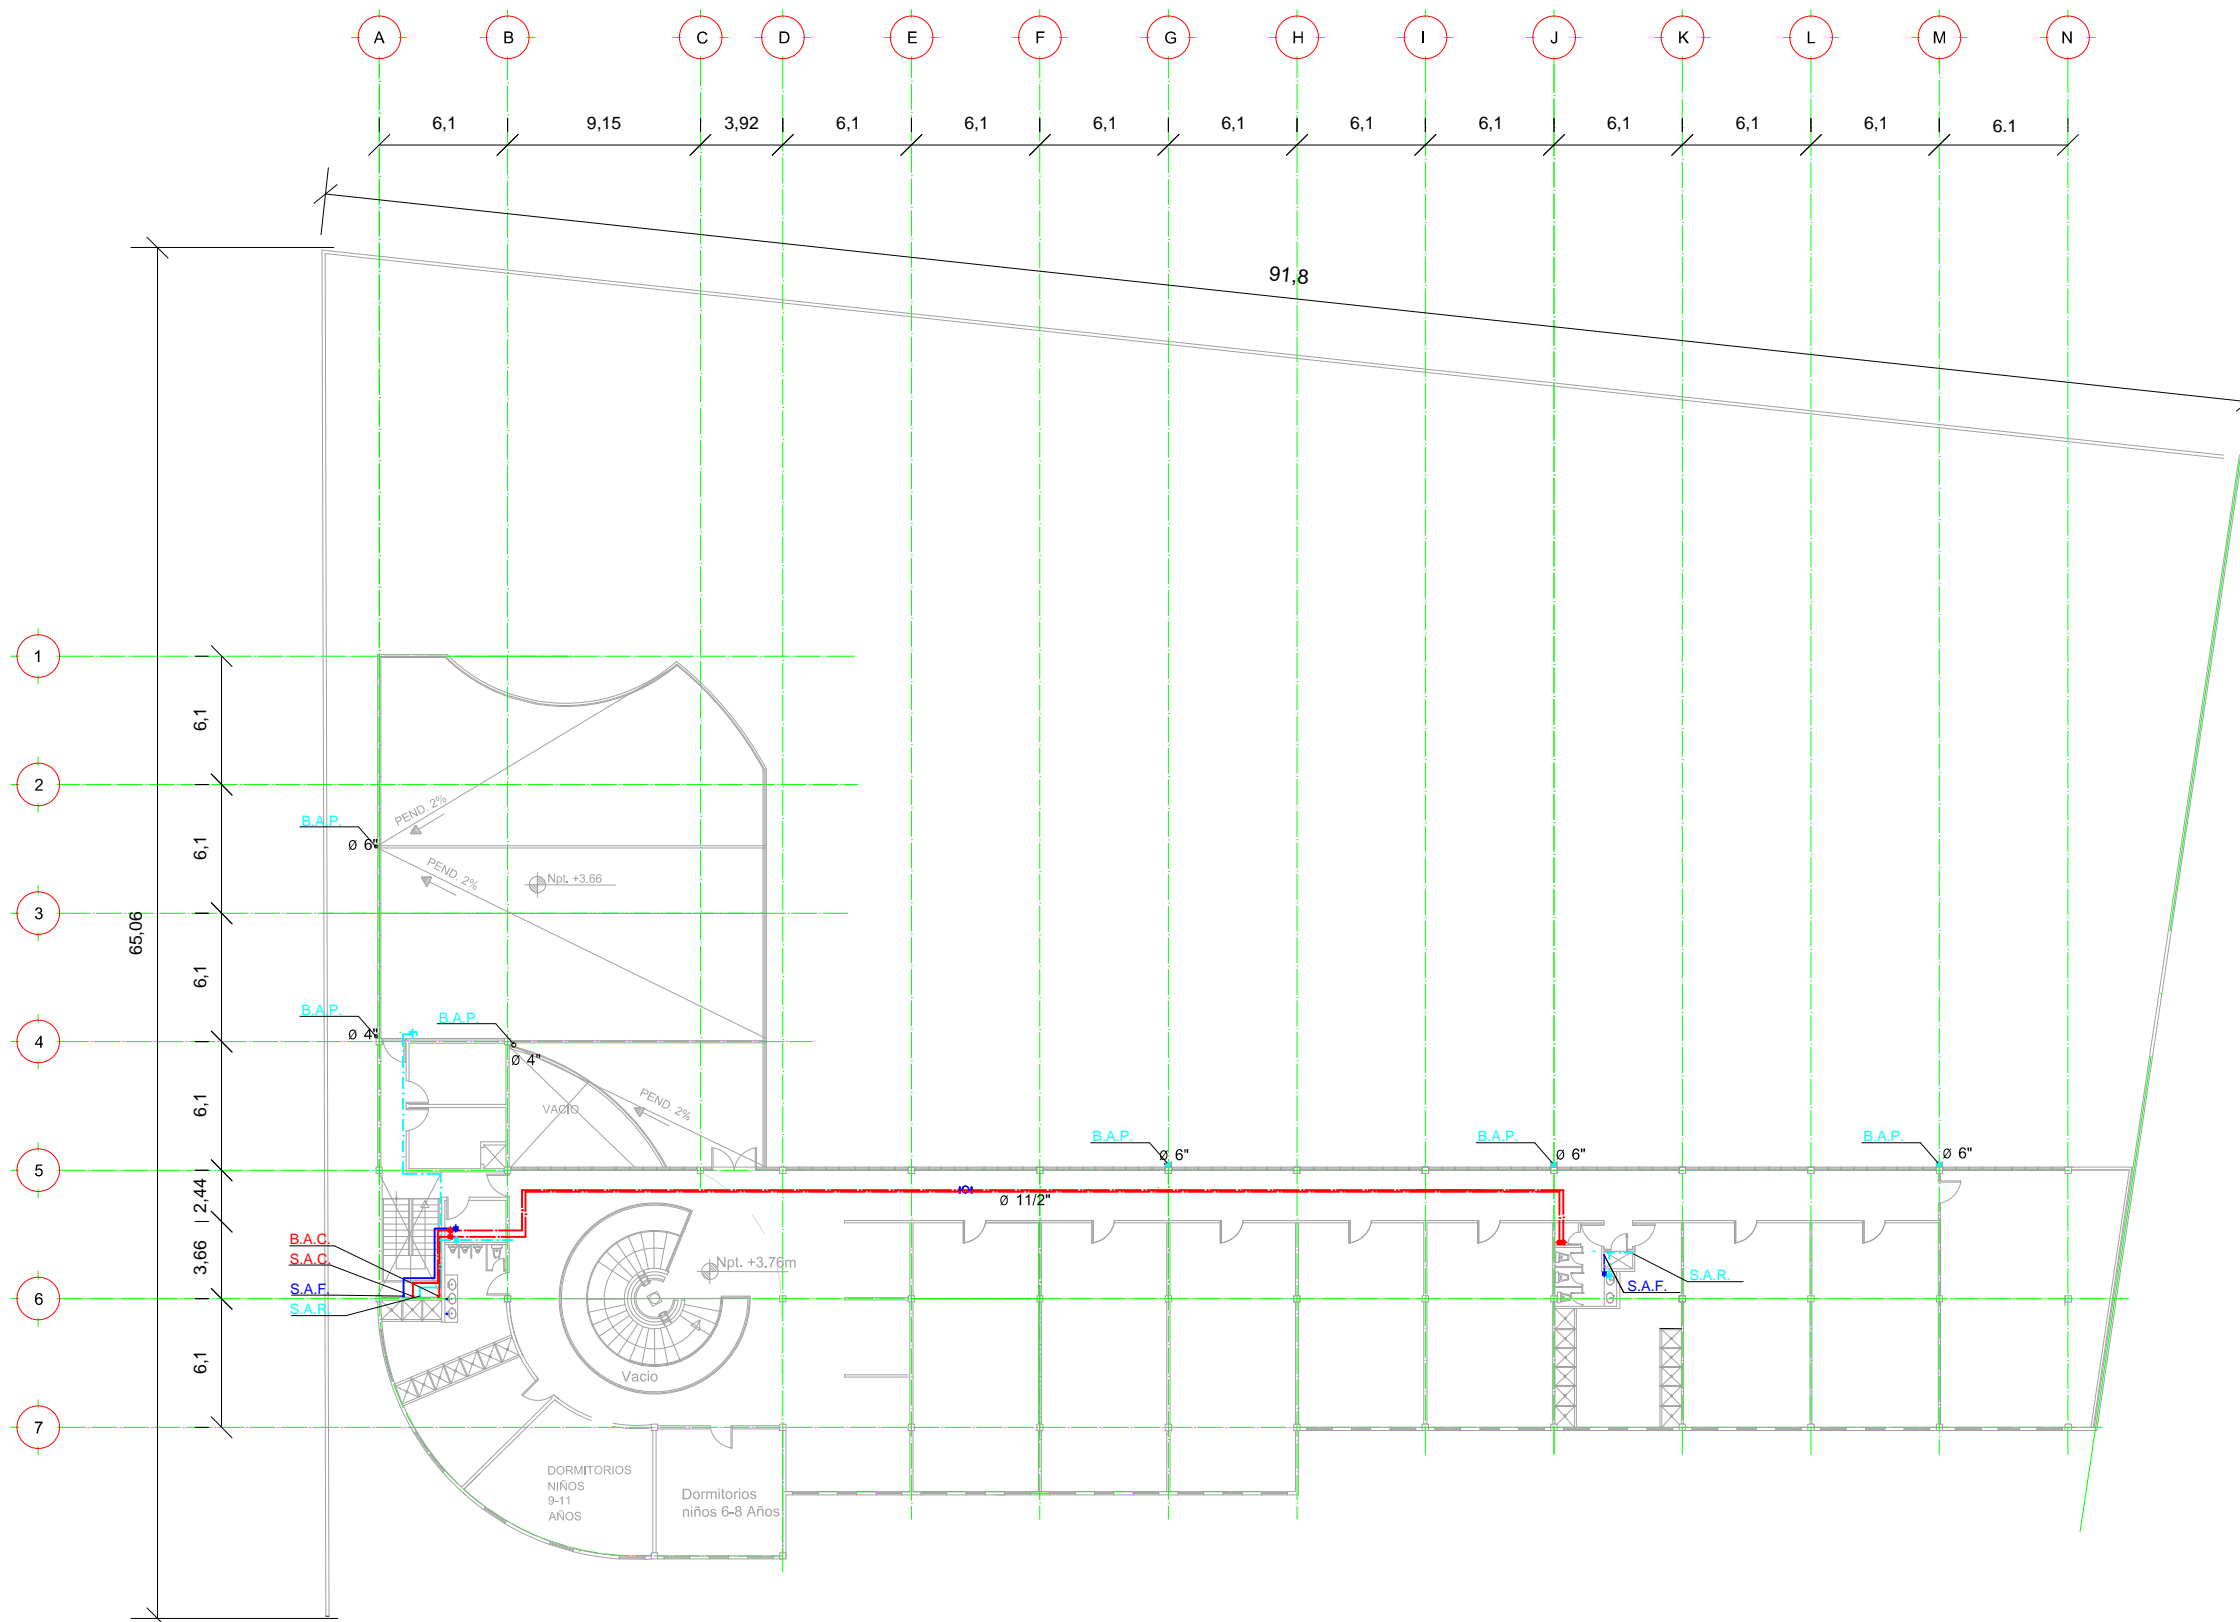 A B C D E F G H I J K L M N
6,1 9,15 3,92 6,1 6,1 6,1 6,1 6,1 6,1 6,1 6,1 6,1 6.1
91,8
65,06
1
6,1
2
PEND. 2%
B.A.P.
Ø 6"
6,1
PEND. 2%
Npt. +3.66
3
6,1
B.A.P.
Ø 4"
B.A.P.
Ø 4"
4
6,1
VACIO
PEND. 2%
B.A.P.
Ø 6"
B.A.P.
Ø 6"
B.A.P.
Ø 6"
5
2,44
Ø 11/2"
3,66
B.A.C.
S.A.C.
S.A.F.
S.A.R.
Npt. +3.76m
S.A.F.
S.A.R.
6
6,1
Vacio
7
DORMITORIOS
NIÑOS
9-11
AÑOS
Dormitorios
niños 6-8 Años